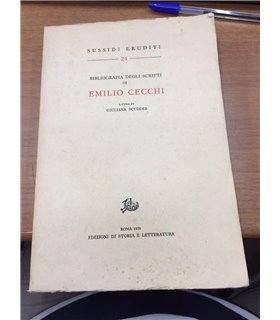 SUSSIDI ERUDITI
24
BIBLIOGRAFIA DEGLI SCRITTI
DI
EMILIO CECCHI
A CURA DI
GIULIANA SCUDDER
ROMA 1970
EDIZIONI DI STORIA E LETTERATURA